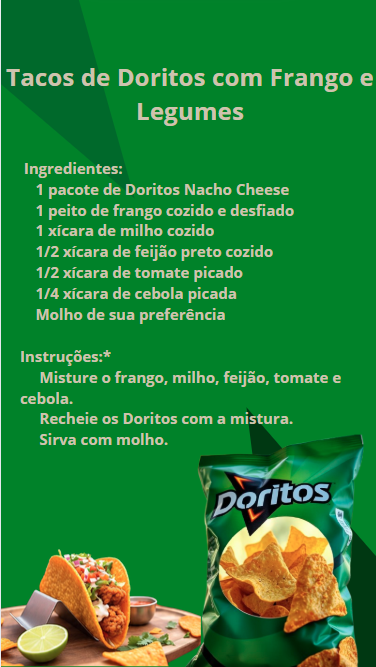 Tacos de Doritos com Frango e
Legumes
Ingredientes:
1 pacote de Doritos Nacho Cheese
1 peito de frango cozido e desfiado
1 xícara de milho cozido
1/2 xícara de feijão preto cozido
1/2 xícara de tomate picado
1/4 xícara de cebola picada
Molho de sua preferência
Instruções:*
Misture o frango, milho, feijão, tomate e
cebola.
Recheie os Doritos com a mistura.
Sirva com molho.
Doritos